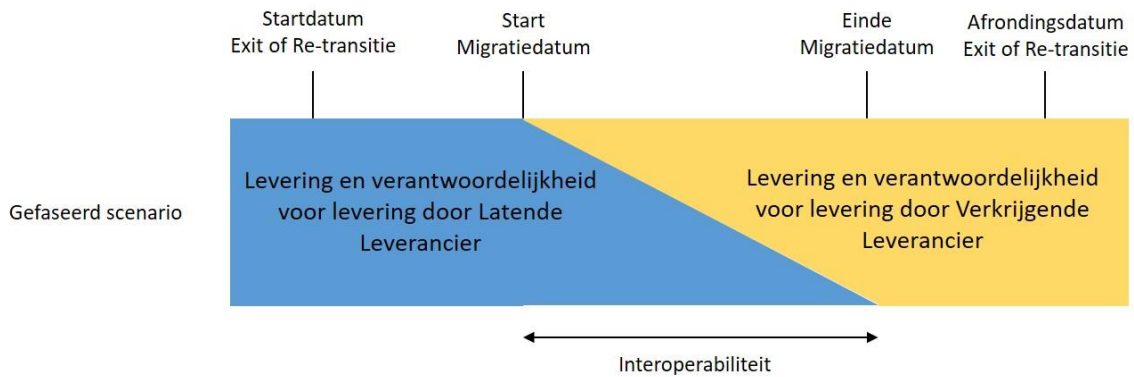 Startdatum
Exit of Re-transitie
Start
Migratiedatum
Einde
Migratiedatum
Afrondingsdatum
Exit of Re-transitie
Gefaseerd scenario
Levering en verantwoordelijkheid
voor levering door Latende
Leverancier
Levering en verantwoordelijkheid
voor levering door Verkrijgende
Leverancier
Interoperabiliteit